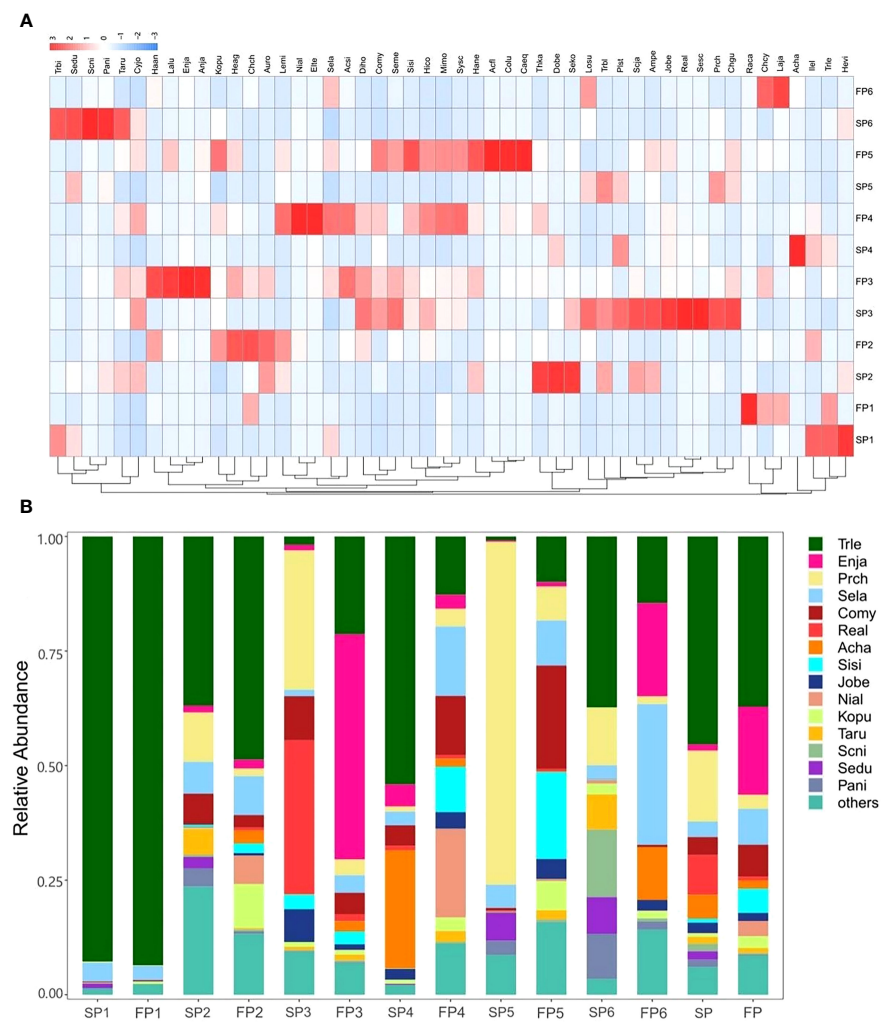 A
3 2 1 0 −1 −2 −3
Trbi Sedu Scni Pani Taru Cyjo Haan Lalu Enja Anja Kopu Heag Chch Auro Lemi Nial Elte Sela Acsi Diho Comy Seme Sisi Hico Mimo Sysc Hane Acfl Colu Caeq Thka Dobe Seko Losu Trbl Plst Scja Ampe Jobe Real Sesc Prch Chgu Raca Chcy Laja Acha Ilel Trle Hevi
FP6
SP6
FP5
SP5
FP4
SP4
FP3
SP3
FP2
SP2
FP1
SP1
B
Relative Abundance
1.00
0.75
0.50
0.25
0.00
SP1 FP1 SP2 FP2 SP3 FP3 SP4 FP4 SP5 FP5 SP6 FP6 SP FP
Trle
Enja
Prch
Sela
Comy
Real
Acha
Sisi
Jobe
Nial
Kopu
Taru
Scni
Sedu
Pani
others